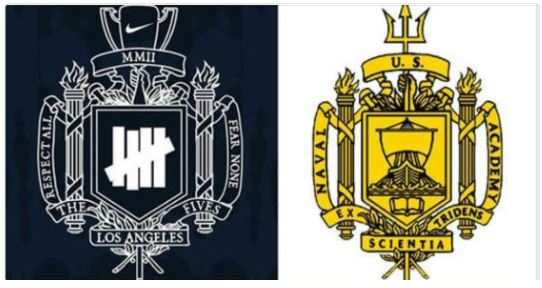 MMII
RESPECT ALL
FEAR NONE
THE FIVES
LOS ANGELES
U. S.
NAVAL
ACADEMY
EX TRIDENS
SCIENTIA